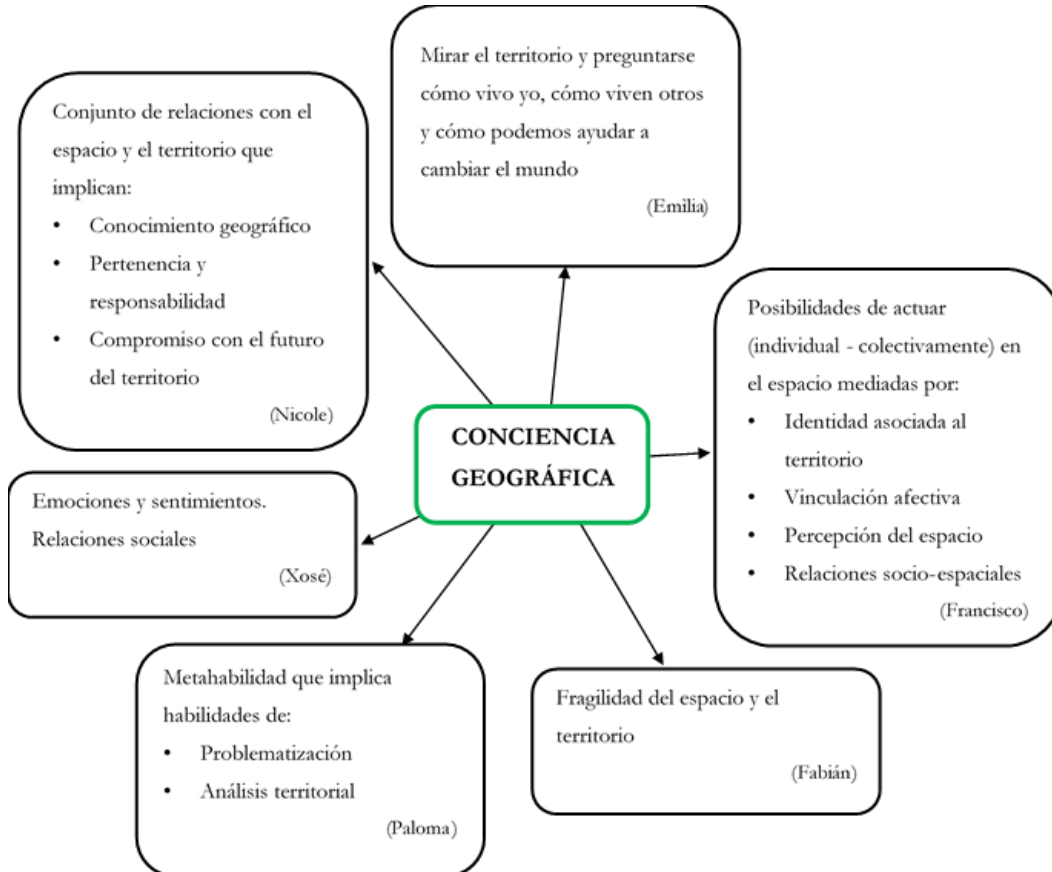 Mirar el territorio y preguntarse
cómo vivo yo, cómo viven otros
y cómo podemos ayudar a
cambiar el mundo
(Emilia)
Conjunto de relaciones con el
espacio y el territorio que
implican:
• Conocimiento geográfico
• Pertenencia y
responsabilidad
• Compromiso con el futuro
del territorio
(Nicole)
Posibilidades de actuar
(individual - colectivamente) en
el espacio mediadas por:
• Identidad asociada al
territorio
• Vinculación afectiva
• Percepción del espacio
• Relaciones socio-espaciales
(Francisco)
CONCIENCIA
GEOGRÁFICA
Emociones y sentimientos.
Relaciones sociales
(Xosé)
Metahabilidad que implica
habilidades de:
• Problematización
• Análisis territorial
(Paloma)
Fragilidad del espacio y el
territorio
(Fabián)